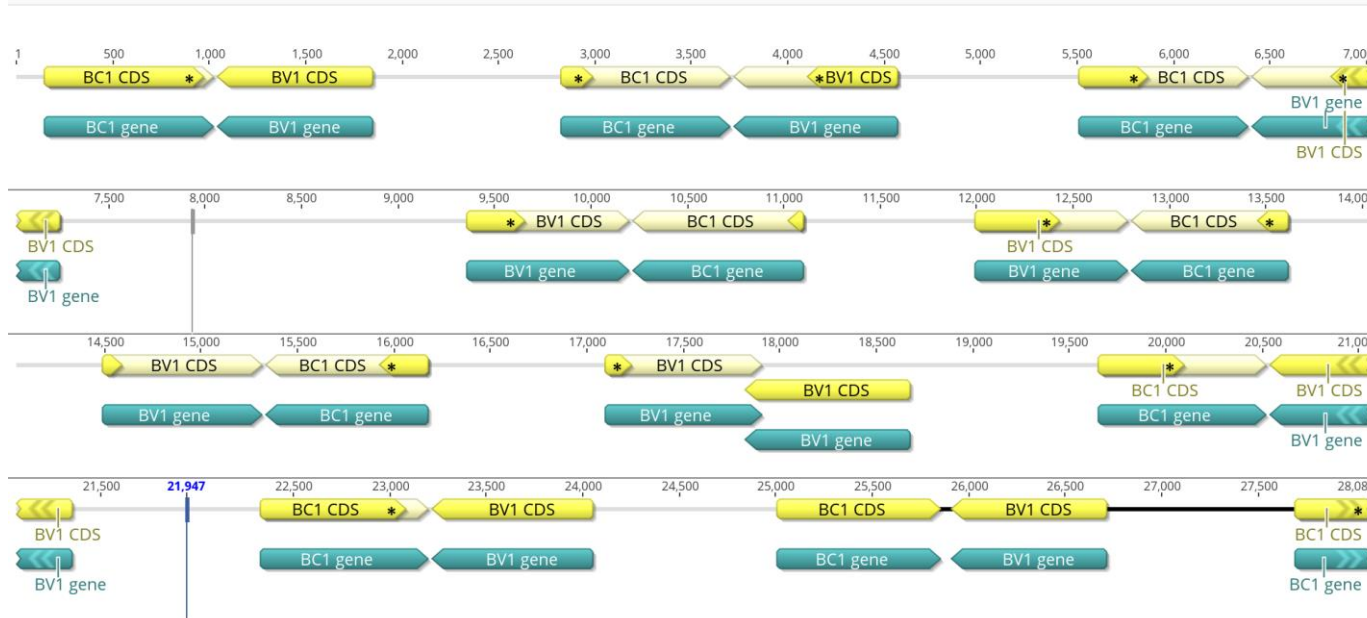 1 500 1,000 1,500 2,000 2,500 3,000 3,500 4,000 4,500 5,000 5,500 6,000 6,500 7,000
BC1 CDS * BV1 CDS * BC1 CDS * BV1 CDS * BC1 CDS *
BV1 gene
BC1 gene BV1 gene BC1 gene BV1 gene BC1 gene
BV1 CDS
7,500 8,000 8,500 9,000 9,500 10,000 10,500 11,000 11,500 12,000 12,500 13,000 13,500 14,00
* BV1 CDS BC1 CDS * BC1 CDS *
BV1 CDS BV1 CDS
BV1 gene BC1 gene BV1 gene BC1 gene
BV1 gene
14,500 15,000 15,500 16,000 16,500 17,000 17,500 18,000 18,500 19,000 19,500 20,000 20,500 21,00
BV1 CDS BC1 CDS * * BV1 CDS *
BV1 CDS BC1 CDS BV1 CDS
BV1 gene BC1 gene BV1 gene BC1 gene
BV1 gene BV1 gene
21,500 21,947 22,500 23,000 23,500 24,000 24,500 25,000 25,500 26,000 26,500 27,000 27,500 28,08
BC1 CDS * BV1 CDS BC1 CDS BV1 CDS *
BV1 CDS BC1 CDS
BC1 gene BV1 gene BC1 gene BV1 gene
BV1 gene BC1 gene